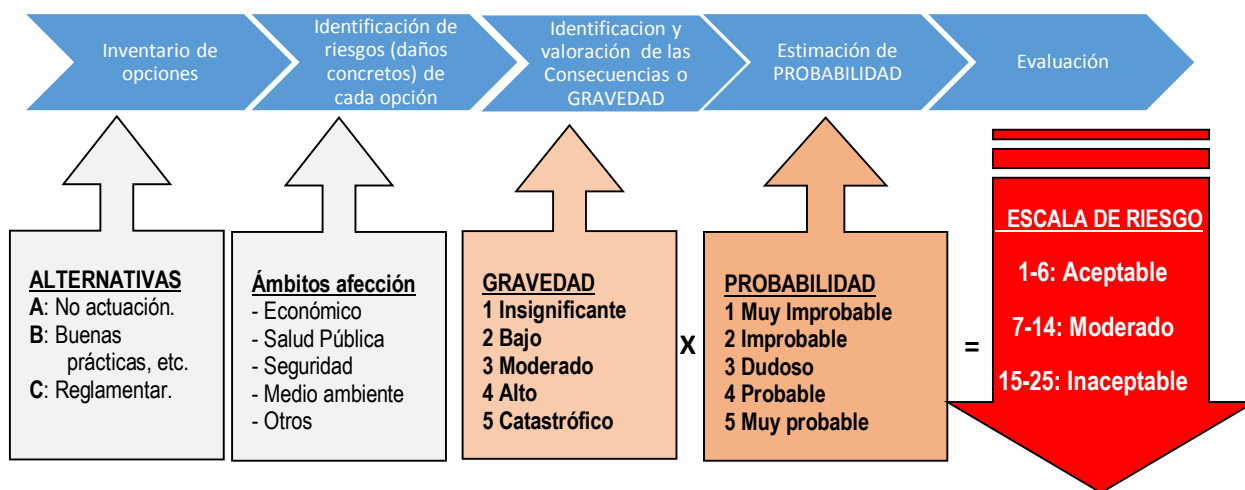 Inventario de
opciones
Identificación de
riesgos (daños
concretos) de
cada opción
Identificacion y
valoración de las
Consecuencias o
GRAVEDAD
Estimación de
PROBABILIDAD
Evaluación
ALTERNATIVAS
A: No actuación.
B: Buenas
prácticas, etc.
C: Reglamentar.
Ámbitos afección
- Económico
- Salud Pública
- Seguridad
- Medio ambiente
- Otros
GRAVEDAD
1 Insignificante
2 Bajo
3 Moderado
4 Alto
5 Catastrófico
X
PROBABILIDAD
1 Muy Improbable
2 Improbable
3 Dudoso
4 Probable
5 Muy probable
=
ESCALA DE RIESGO
1-6: Aceptable
7-14: Moderado
15-25: Inaceptable